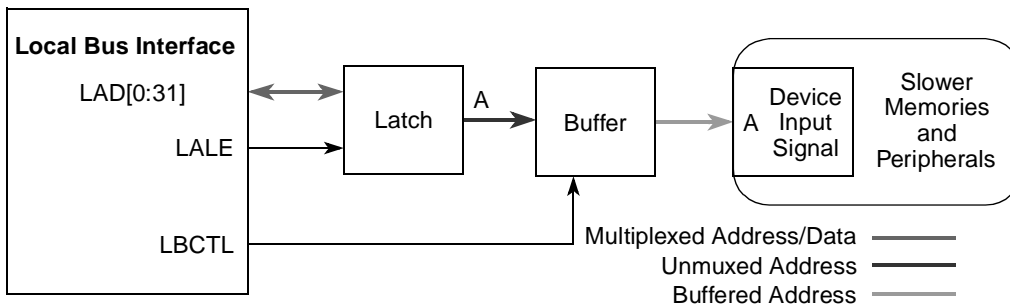 Local Bus Interface
LAD[0:31]
LALE
LBCTL
Latch
A
Buffer
A
Device
Input
Signal
Slower
Memories
and
Peripherals
Multiplexed Address/Data
Unmuxed Address
Buffered Address